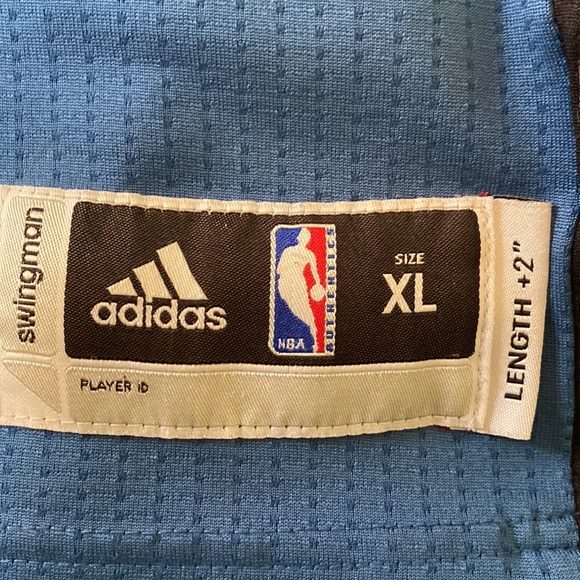 swingman
adidas
NBA
AUTHENTICS
SIZE
XL
PLAYER ID
LENGTH +2"